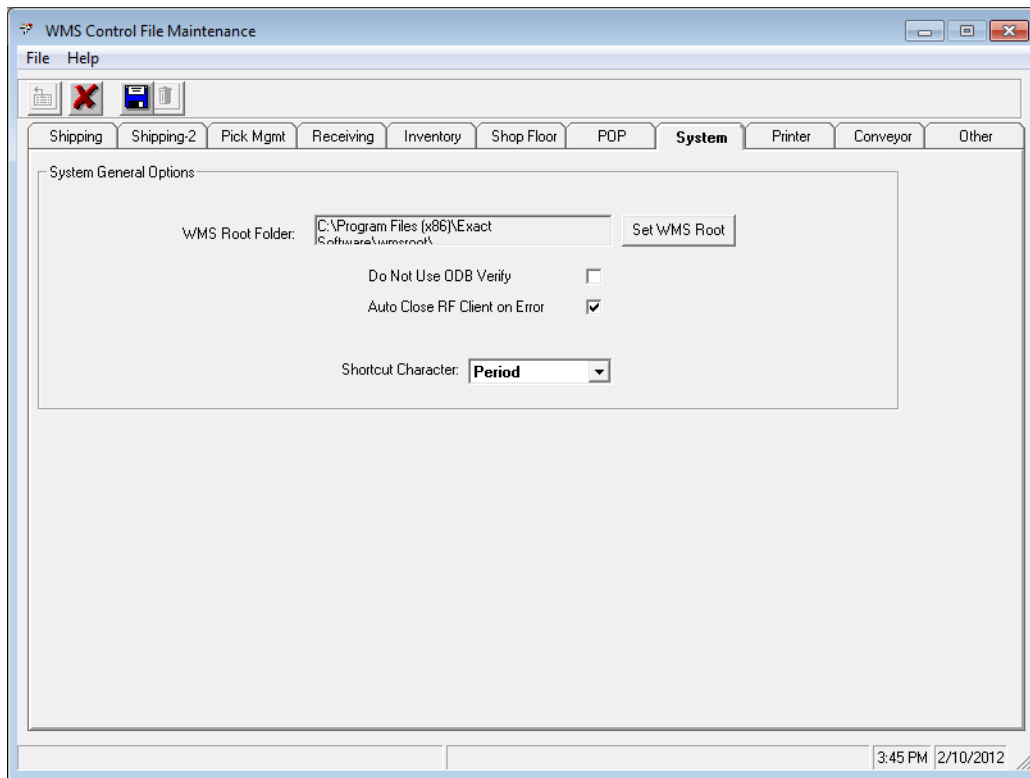 WMS Control File Maintenance
File Help
Shipping Shipping-2 Pick Mgmt Receiving Inventory Shop Floor POP System Printer Conveyor Other
System General Options
WMS Root Folder: C:\Program Files (x86)\Exact Set WMS Root
Software\wmsroot\
Do Not Use ODB Verify
Auto Close RF Client on Error
Shortcut Character: Period
3:45 PM 2/10/2012